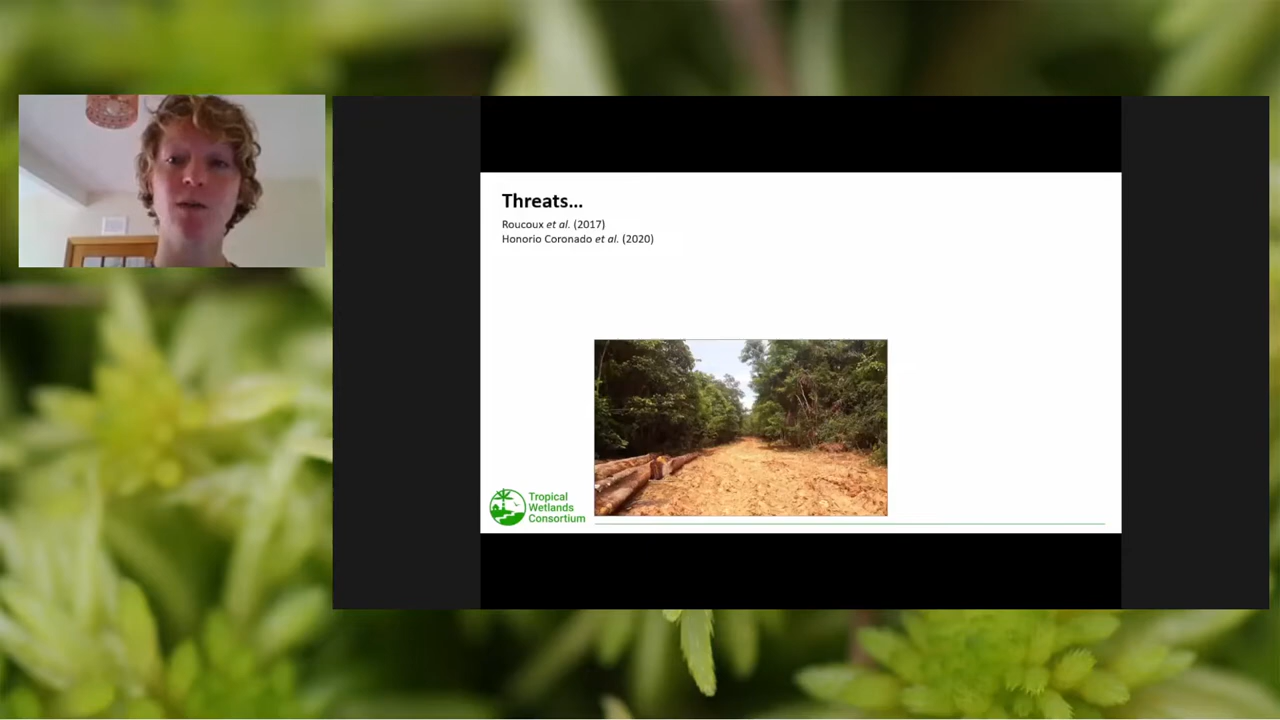 Threats...
Roucoux et al. (2017)
Honorio Coronado et al. (2020)
Tropical
Wetlands
Consortium